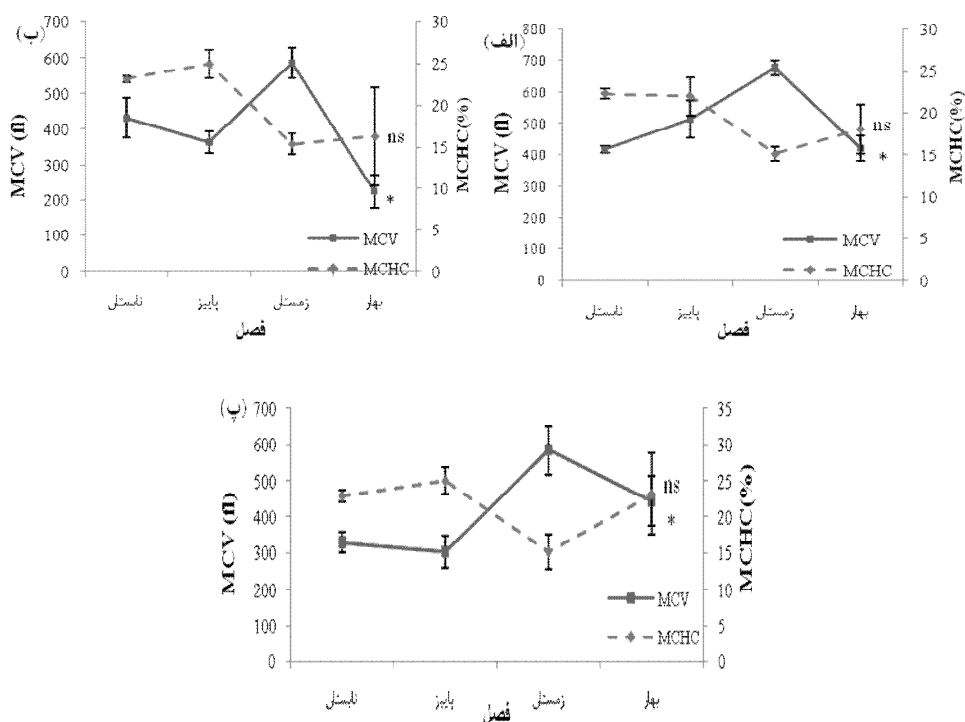 (الف)
800
700
600
500
400
300
200
100
0
MCV (fl)
30
25
20
15
10
5
0
MCHC(%)
ns
*
MCV
MCHC
تابستان
پاییز
زمستان
بهار
فصل
(ب)
700
600
500
400
300
200
100
0
MCV (fl)
30
25
20
15
10
5
0
MCHC(%)
ns
*
MCV
MCHC
تابستان
پاییز
زمستان
بهار
فصل
(پ)
700
600
500
400
300
200
100
0
MCV (fl)
35
30
25
20
15
10
5
0
MCHC(%)
ns
*
MCV
MCHC
تابستان
پاییز
زمستان
بهار
فصل